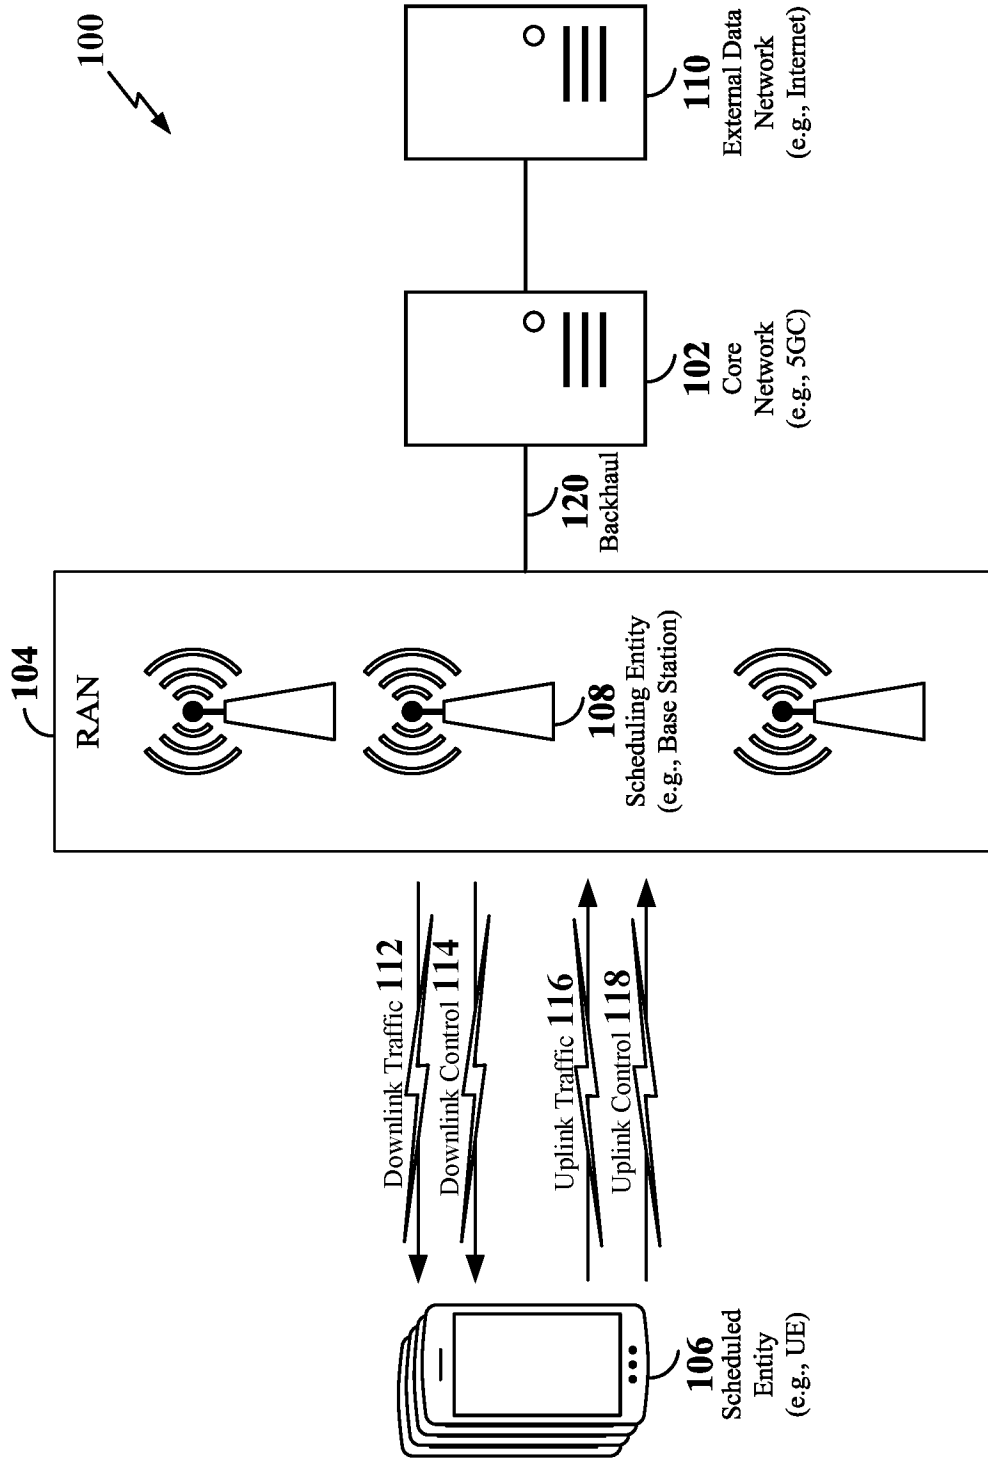 100
104
RAN
108
Scheduling Entity
(e.g., Base Station)
120
Backhaul
102
Core
Network
(e.g., 5GC)
110
External Data
Network
(e.g., Internet)
Downlink Traffic 112
Downlink Control 114
Uplink Traffic 116
Uplink Control 118
106
Scheduled
Entity
(e.g., UE)